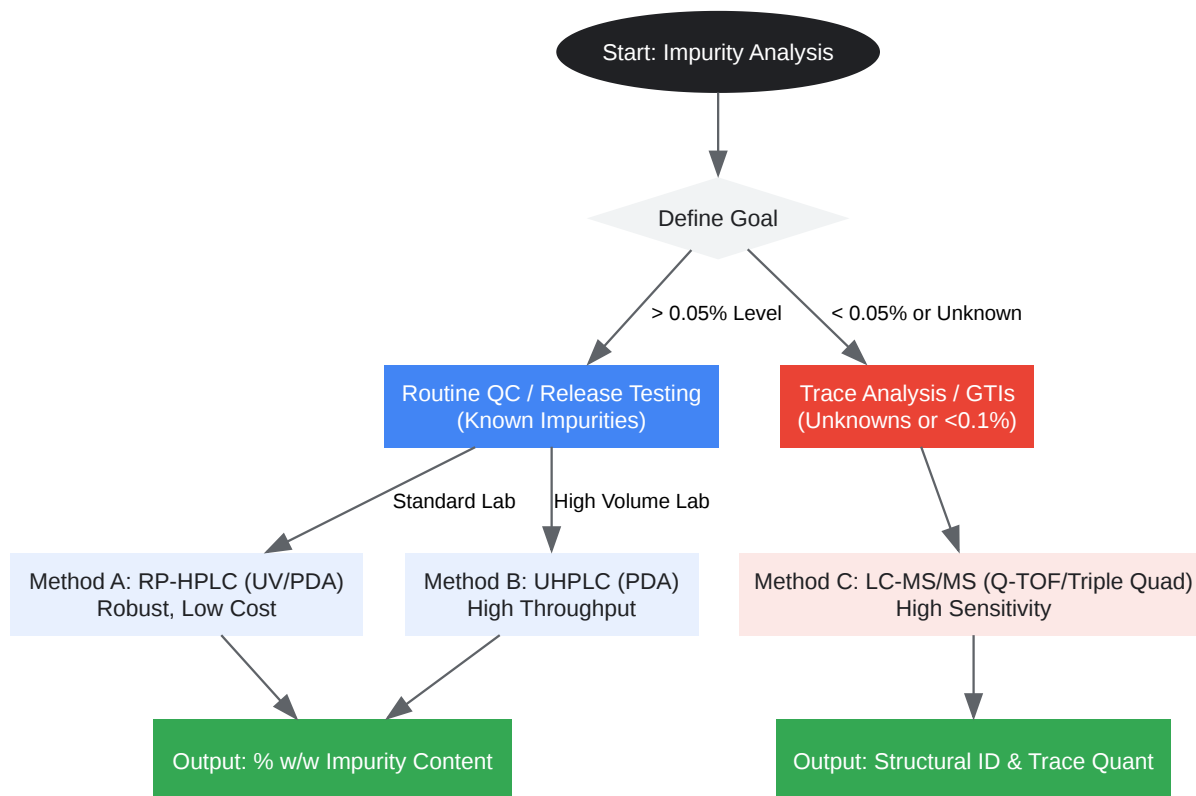 Start: Impurity Analysis
Define Goal
> 0.05% Level
< 0.05% or Unknown
Routine QC / Release Testing
(Known Impurities)
Trace Analysis / GTIs
(Unknowns or <0.1%)
Standard Lab
High Volume Lab
Method A: RP-HPLC (UV/PDA)
Robust, Low Cost
Method B: UHPLC (PDA)
High Throughput
Method C: LC-MS/MS (Q-TOF/Triple Quad)
High Sensitivity
Output: % w/w Impurity Content
Output: Structural ID & Trace Quant